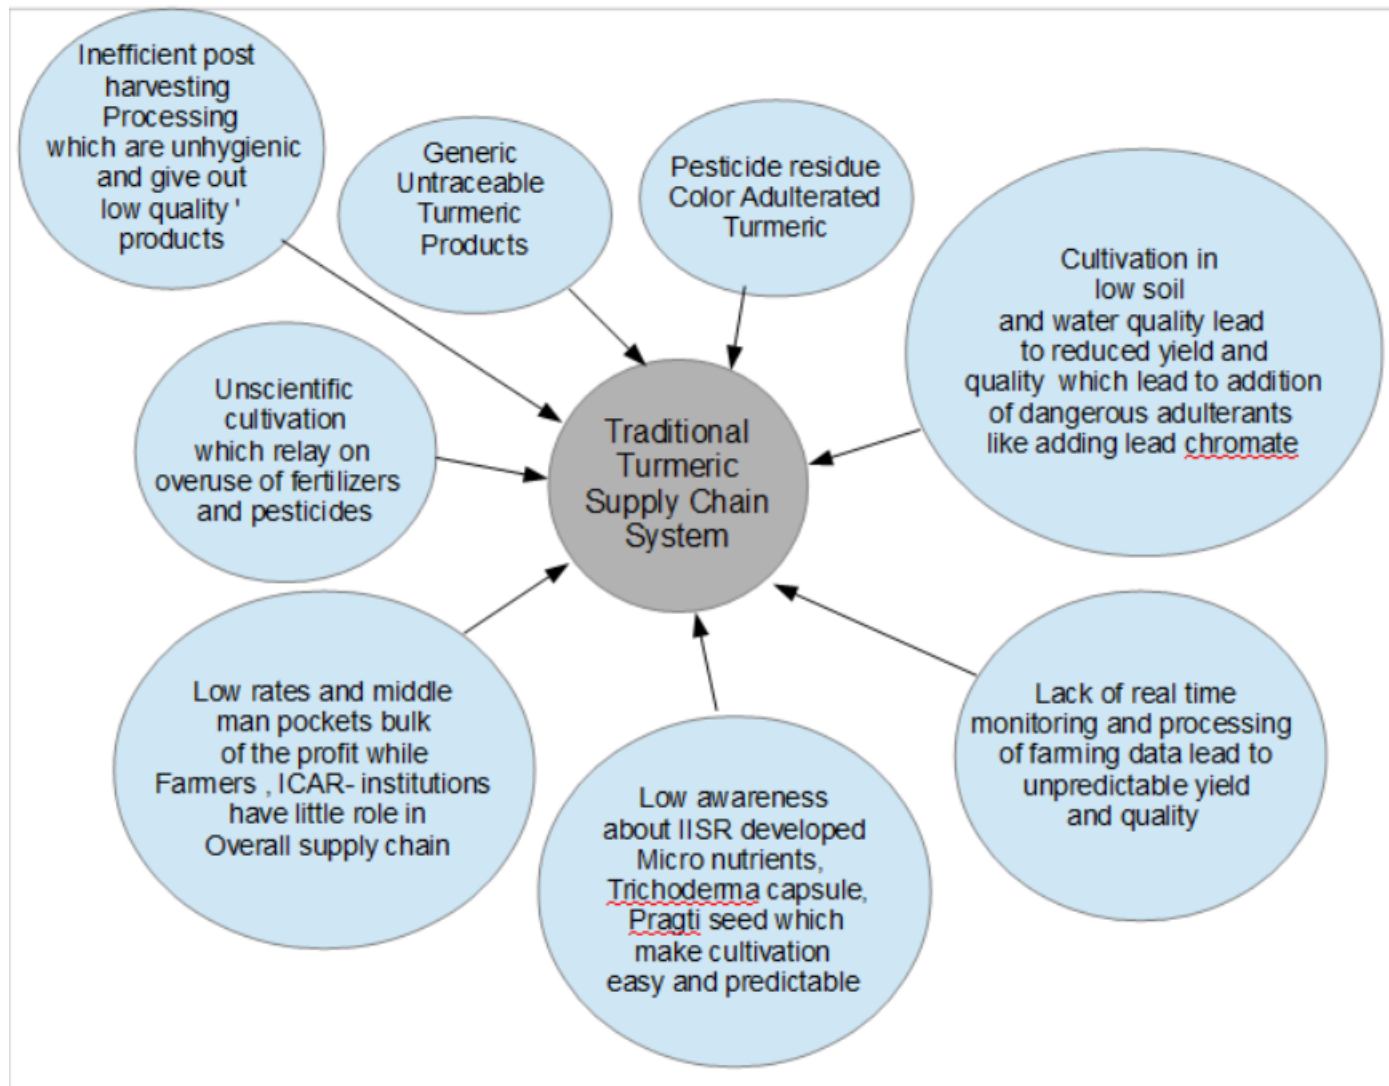 Inefficient post
harvesting
Processing
which are unhygienic
and give out
low quality '
products
Generic
Untraceable
Turmeric
Products
Pesticide residue
Color Adulterated
Turmeric
Cultivation in
low soil
and water quality lead
to reduced yield and
quality which lead to addition
of dangerous adulterants
like adding lead chromate
Unscientific
cultivation
which relay on
overuse of fertilizers
and pesticides
Traditional
Turmeric
Supply Chain
System
Low rates and middle
man pockets bulk
of the profit while
Farmers , ICAR- institutions
have little role in
Overall supply chain
Low awareness
about IISR developed
Micro nutrients,
Trichoderma capsule,
Pragti seed which
make cultivation
easy and predictable
Lack of real time
monitoring and processing
of farming data lead to
unpredictable yield
and quality